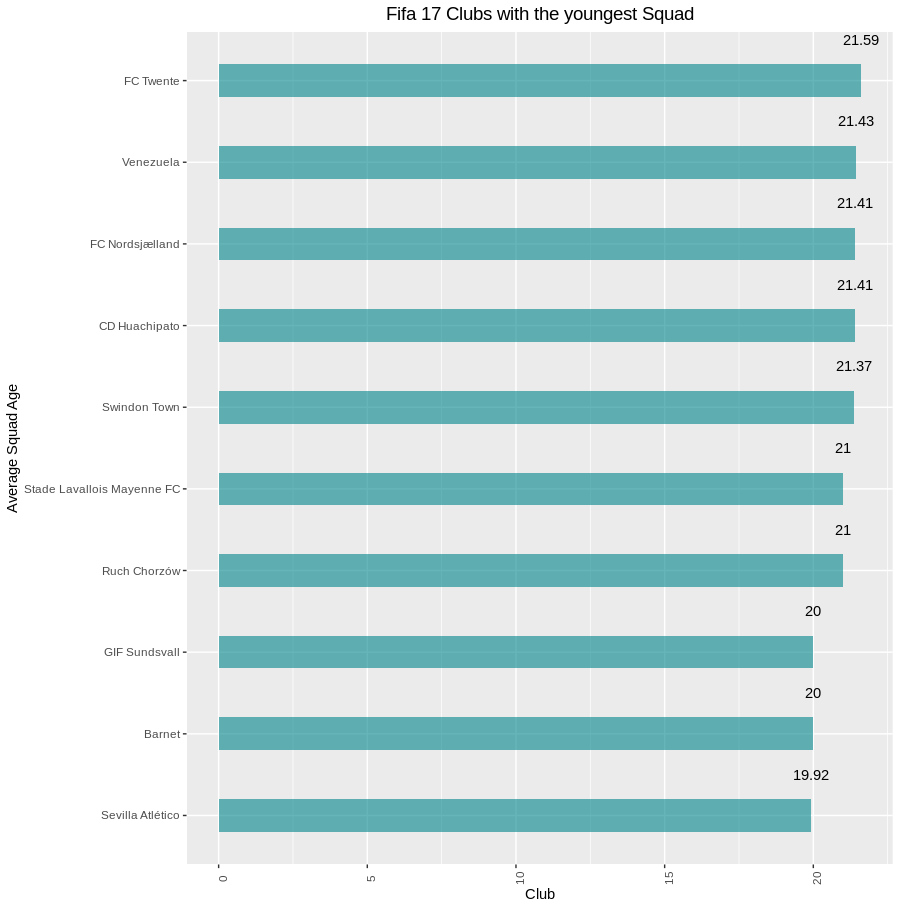 Fifa 17 Clubs with the youngest Squad
21.59
FC Twente
21.43
Venezuela
21.41
FC Nordsjælland
21.41
CD Huachipato
21.37
Swindon Town
21
Stade Lavallois Mayenne FC
21
Ruch Chorzów
20
GIF Sundsvall
20
Barnet
19.92
Sevilla Atlético
Average Squad Age
0
5
10
15
20
Club